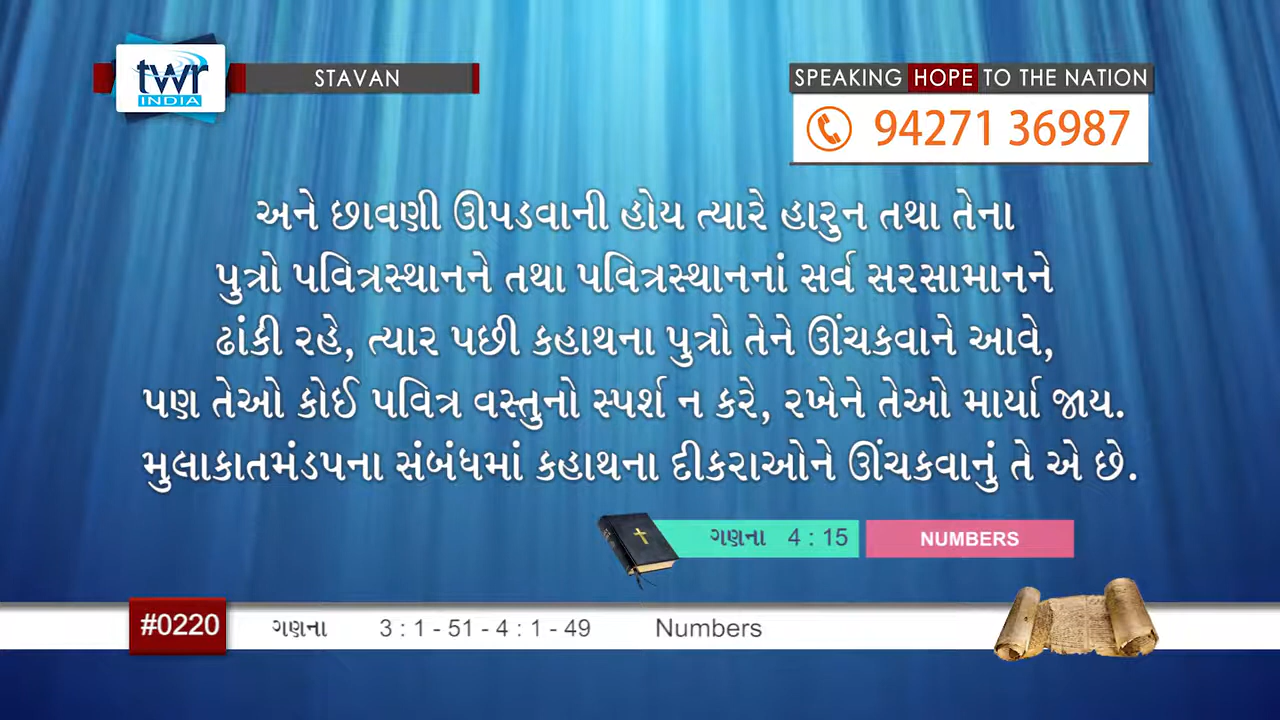 twr
INDIA
STAVAN
SPEAKING HOPE TO THE NATION
94271 36987
અને છાવણી ઊપડવાની હોય ત્યારે હારુન તથા તેના
પુત્રો પવિત્રસ્થાનને તથા પવિત્રસ્થાનનાં સર્વ સરસામાનને
ઢાંકી રહે, ત્યાર પછી કહાથના પુત્રો તેને ઊંચકવાને આવે,
પણ તેઓ કોઈ પવિત્ર વસ્તુનો સ્પર્શ ન કરે, રખેને તેઓ માર્યા જાય.
મુલાકાતમંડપના સંબંધમાં કહાથના દીકરાઓને ઊંચકવાનું તે એ છે.
ગણના 4 : 15 NUMBERS
#0220 ગણના 3 : 1 - 51 - 4 : 1 - 49 Numbers